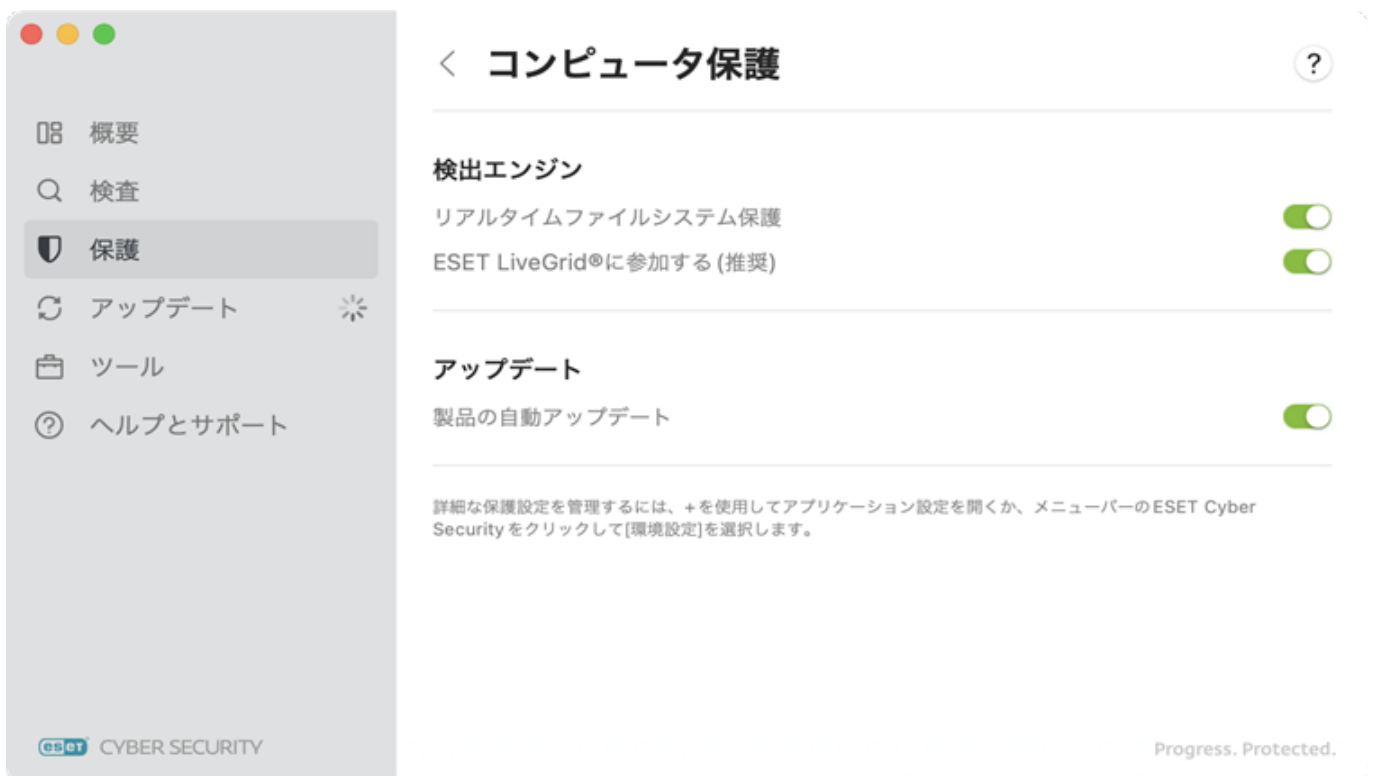 コンピュータ保護
?
概要
検査
保護
アップデート
ツール
ヘルプとサポート
検出エンジン
リアルタイムファイルシステム保護
ESET LiveGrid®に参加する (推奨)
アップデート
製品の自動アップデート
詳細な保護設定を管理するには、+を使用してアプリケーション設定を開くか、メニューバーのESET Cyber
Securityをクリックして[環境設定]を選択します。
eset CYBER SECURITY
Progress. Protected.